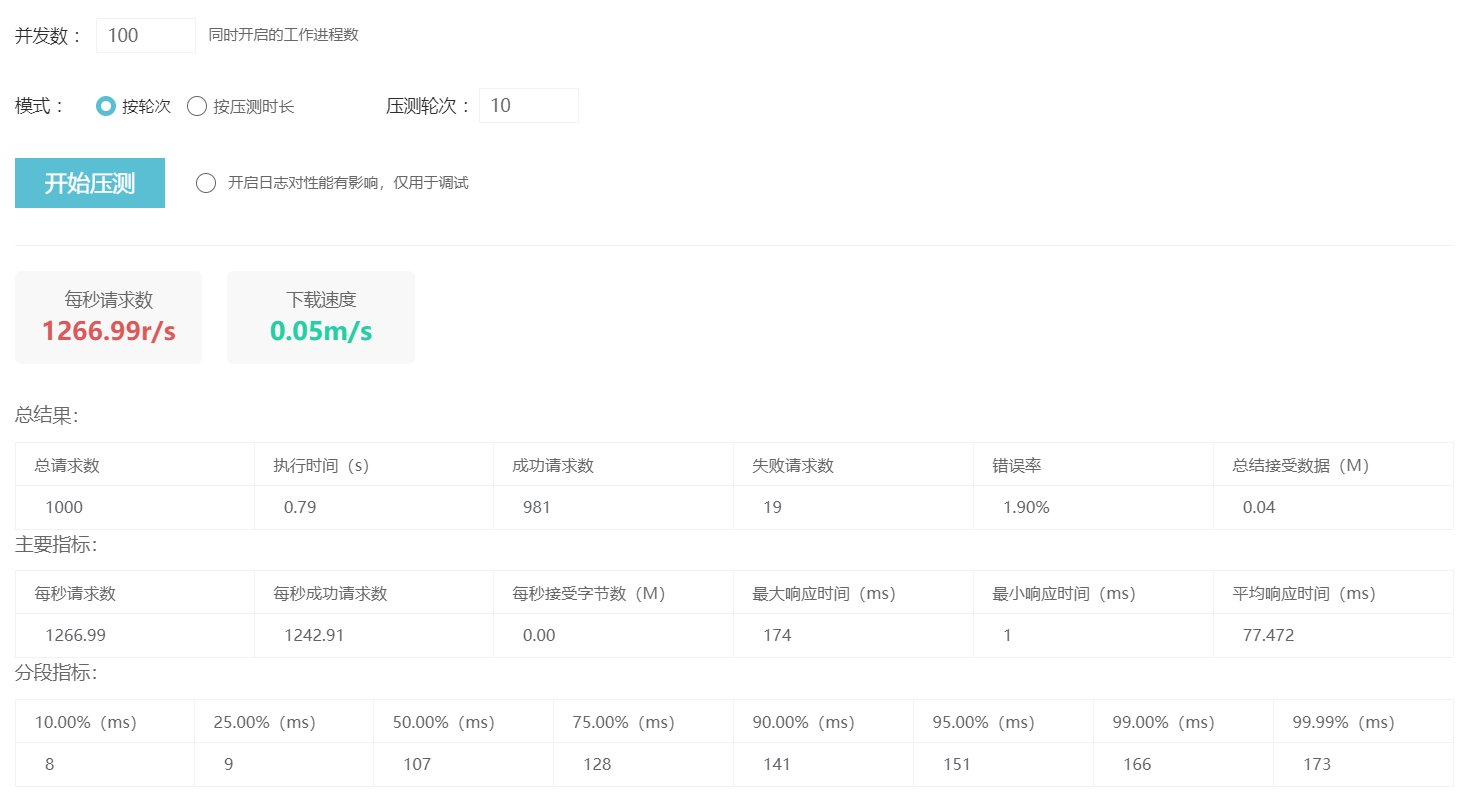 并发数： 100 同时开启的工作进程数
模式： 按轮次 按压测时长 压测轮次： 10
开始压测 开启日志对性能有影响，仅用于调试
每秒请求数 下载速度
1266.99r/s 0.05m/s
总结果：
总请求数 执行时间（s） 成功请求数 失败请求数 错误率 总结接受数据（M）
1000 0.79 981 19 1.90% 0.04
主要指标：
每秒请求数 每秒成功请求数 每秒接受字节数（M） 最大响应时间（ms） 最小响应时间（ms） 平均响应时间（ms）
1266.99 1242.91 0.00 174 1 77.472
分段指标：
10.00%（ms） 25.00%（ms） 50.00%（ms） 75.00%（ms） 90.00%（ms） 95.00%（ms） 99.00%（ms） 99.99%（ms）
8 9 107 128 141 151 166 173